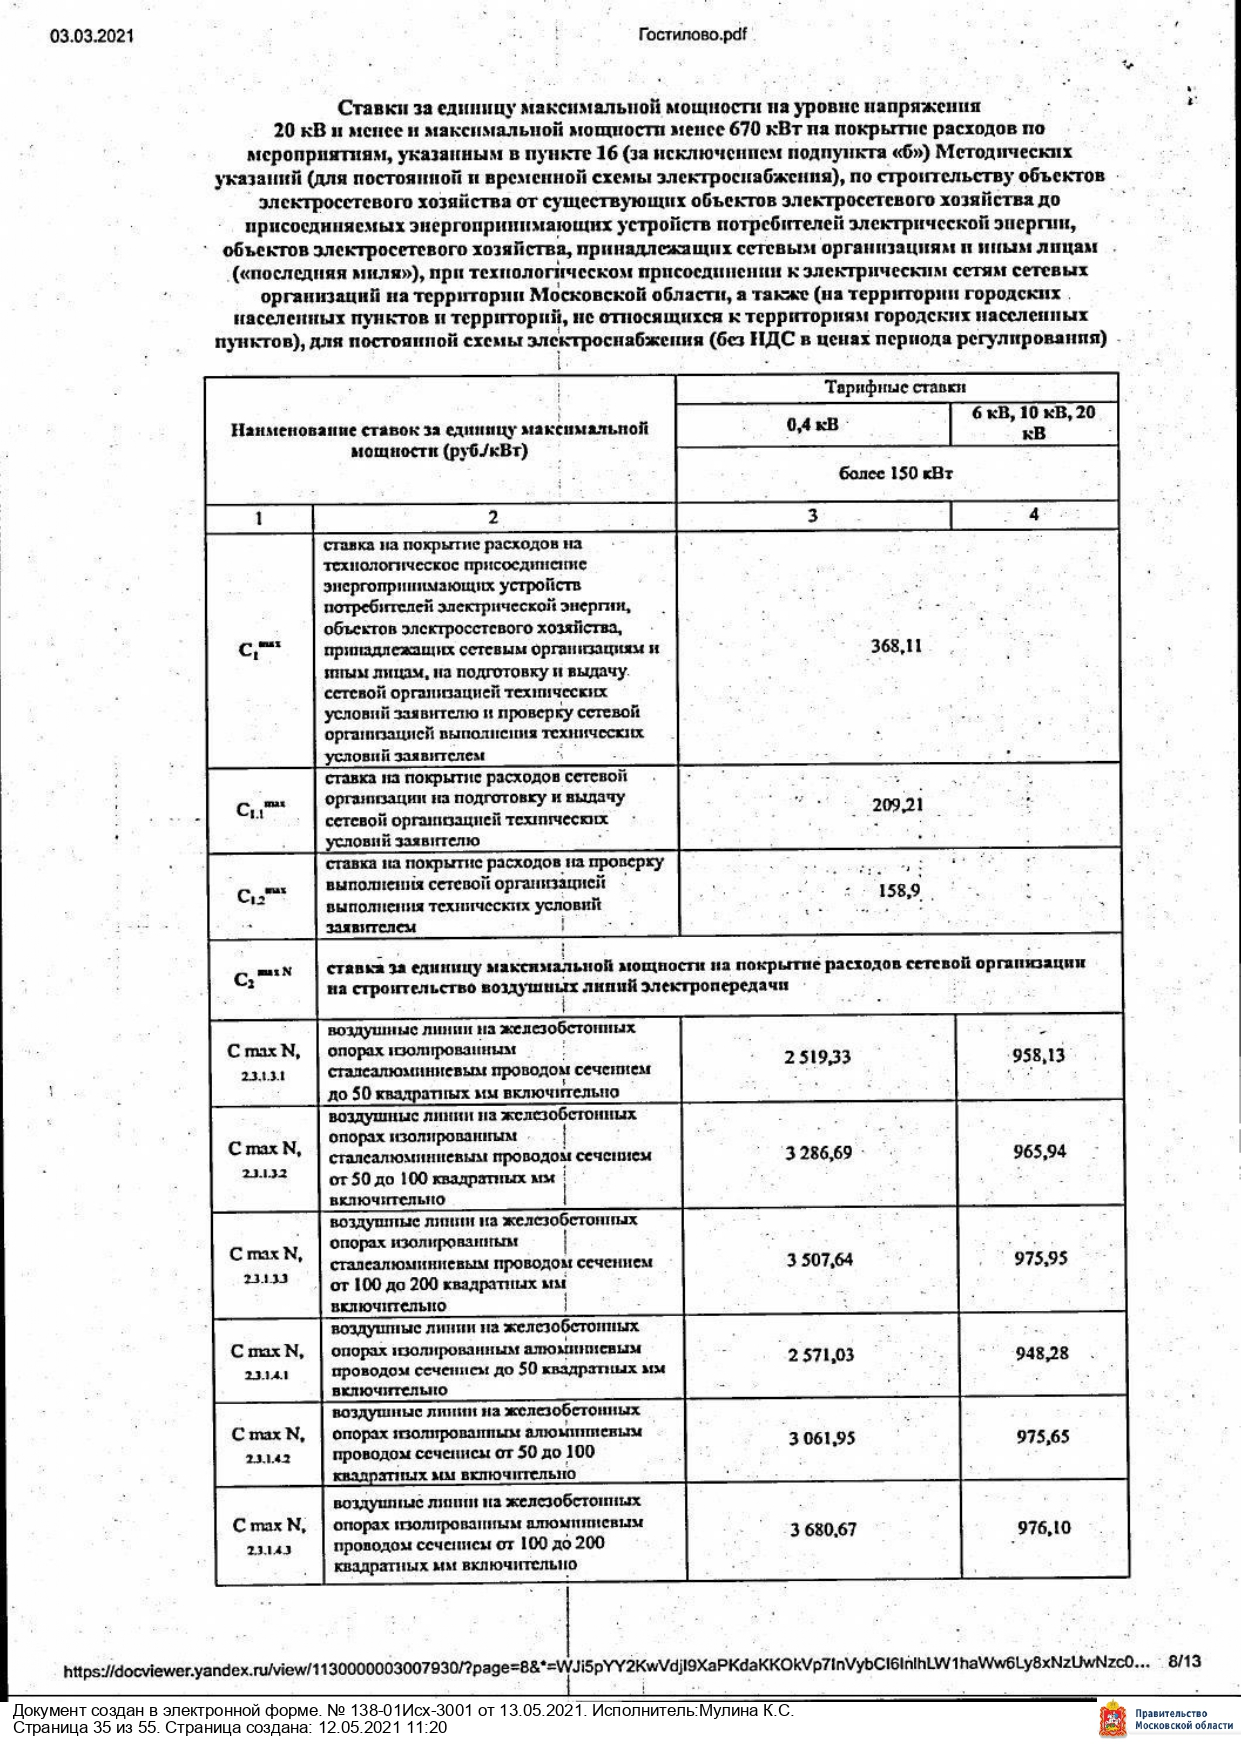 03.03.2021
Гостилово.pdf
Ставки за единицу максимальной мощности на уровне напряжения
20 кВ и менее и максимальной мощности менее 670 кВт на покрытие расходов по
мероприятиям, указанным в пункте 16 (за исключением подпункта «б») Методических
указаний (для постоянной и временной схемы электроснабжения), по строительству объектов
электросетевого хозяйства от существующих объектов электросетевого хозяйства до
присоединяемых энергопринимающих устройств потребителей электрической энергии,
объектов электросетевого хозяйства, принадлежащих сетевым организациям и иным лицам
(«последняя миля»), при технологическом присоединении к электрическим сетям сетевых
организаций на территории Московской области, а также (на территории городских
населенных пунктов и территорий, не относящихся к территориям городских населенных
пунктов), для постоянной схемы электроснабжения (без НДС в ценах периода регулирования)
Наименование ставок за единицу максимальной
мощности (руб./кВт)
Тарифные ставки
0,4 кВ
6 кВ, 10 кВ, 20
кВ
более 150 кВт
1 2 3 4
C1 max
ставка на покрытие расходов на
технологическое присоединение
энергопринимающих устройств
потребителей электрической энергии,
объектов электросетевого хозяйства,
принадлежащих сетевым организациям и
иным лицам, на подготовку и выдачу
сетевой организацией технических
условий заявителю и проверку сетевой
организацией выполнения технических
условий заявителем
368,11
C1.1 max
ставка на покрытие расходов сетевой
организации на подготовку и выдачу
сетевой организацией технических
условий заявителю
209,21
C1.2 max
ставка на покрытие расходов на проверку
выполнения сетевой организацией
выполнения технических условий
заявителем
158,9
C2 max N
ставка за единицу максимальной мощности на покрытие расходов сетевой организации
на строительство воздушных линий электропередачи
C max N,
2.3.1.3.1
воздушные линии на железобетонных
опорах изолированным
сталеалюминиевым проводом сечением
до 50 квадратных мм включительно
2 519,33
958,13
C max N,
2.3.1.3.2
воздушные линии на железобетонных
опорах изолированным
сталеалюминиевым проводом сечением
от 50 до 100 квадратных мм
включительно
3 286,69
965,94
C max N,
2.3.1.3.3
воздушные линии на железобетонных
опорах изолированным
сталеалюминиевым проводом сечением
от 100 до 200 квадратных мм
включительно
3 507,64
975,95
C max N,
2.3.1.4.1
воздушные линии на железобетонных
опорах изолированным алюминиевым
проводом сечением до 50 квадратных мм
включительно
2 571,03
948,28
C max N,
2.3.1.4.2
воздушные линии на железобетонных
опорах изолированным алюминиевым
проводом сечением от 50 до 100
квадратных мм включительно
3 061,95
975,65
C max N,
2.3.1.4.3
воздушные линии на железобетонных
опорах изолированным алюминиевым
проводом сечением от 100 до 200
квадратных мм включительно
3 680,67
976,10
8/13
Документ создан в электронной форме. № 138-01Исх-3001 от 13.05.2021. Исполнитель:Мулина К.С.
Страница 35 из 55. Страница создана: 12.05.2021 11:20
Правительство
Московской области